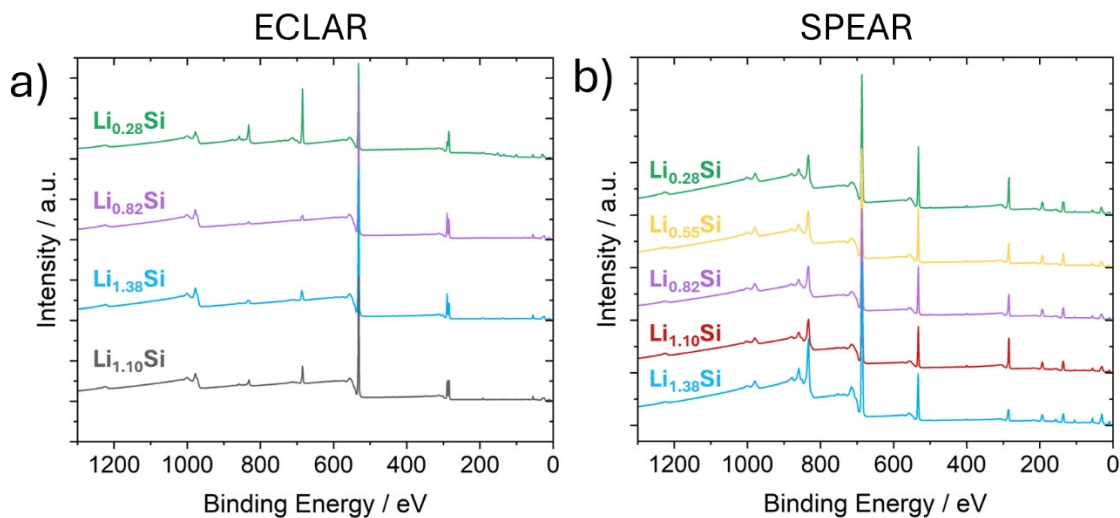 ECLAR
a)
Li0.28Si
Li0.82Si
Li1.38Si
Li1.10Si
Intensity / a.u.
1200 1000 800 600 400 200 0
Binding Energy / eV
SPEAR
b)
Li0.28Si
Li0.55Si
Li0.82Si
Li1.10Si
Li1.38Si
Intensity / a.u.
1200 1000 800 600 400 200 0
Binding Energy / eV